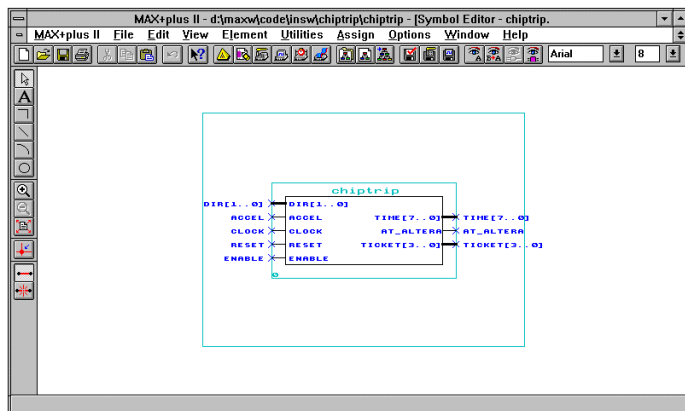 MAX+plus II - d:\maxw\code\insw\chiptrip\chiptrip - [Symbol Editor - chiptrip.
MAX+plus II File Edit View Element Utilities Assign Options Window Help
Arial 8
A
chiptrip
DIR[1..0] DIR[1..0]
ACCEL ACCEL TIME[7..0] TIME[7..0]
CLOCK CLOCK AT_ALTERA AT_ALTERA
RESET RESET TICKET[3..0] TICKET[3..0]
ENABLE ENABLE
0